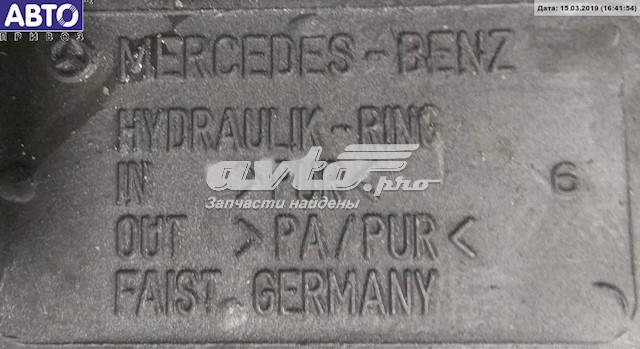 АВТО
ПРИВОЗ
Дата: 15.03.2019 (16:41:54)
MERCEDES-BENZ
HYDRAULIK-RING
IN
avto.pro
6
Запчасти найдены
OUT >PA/PUR<
FAIST GERMANY